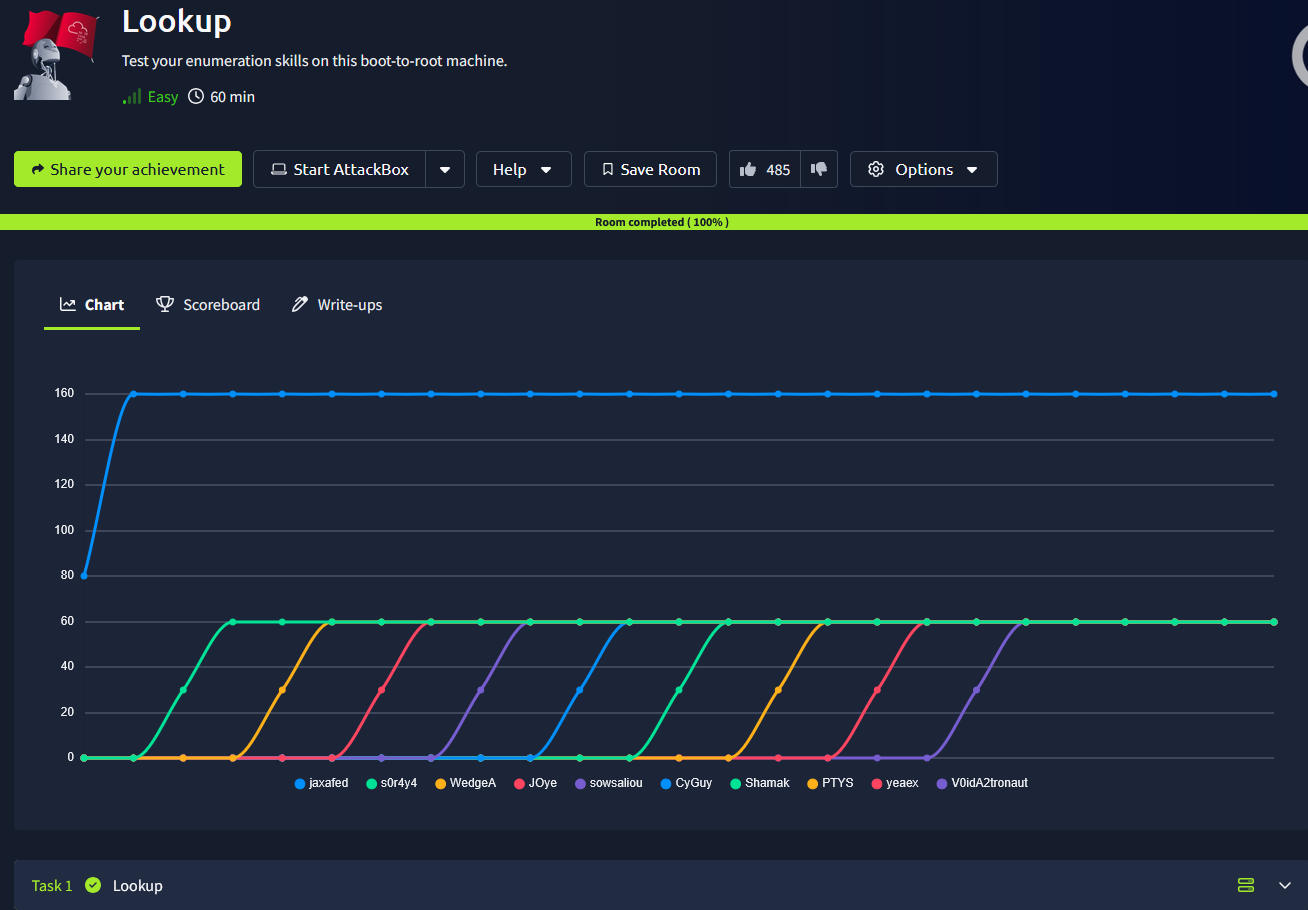 Lookup
Test your enumeration skills on this boot-to-root machine.
Easy 60 min
Share your achievement Start AttackBox Help Save Room 485 Options
Room completed ( 100% )
Chart Scoreboard Write-ups
160
140
120
100
80
60
40
20
0
jaxafed s0r4y4 WedgeA JOye sowsaliou CyGuy Shamak PTYS yeaex V0idA2tronaut
Task 1 Lookup